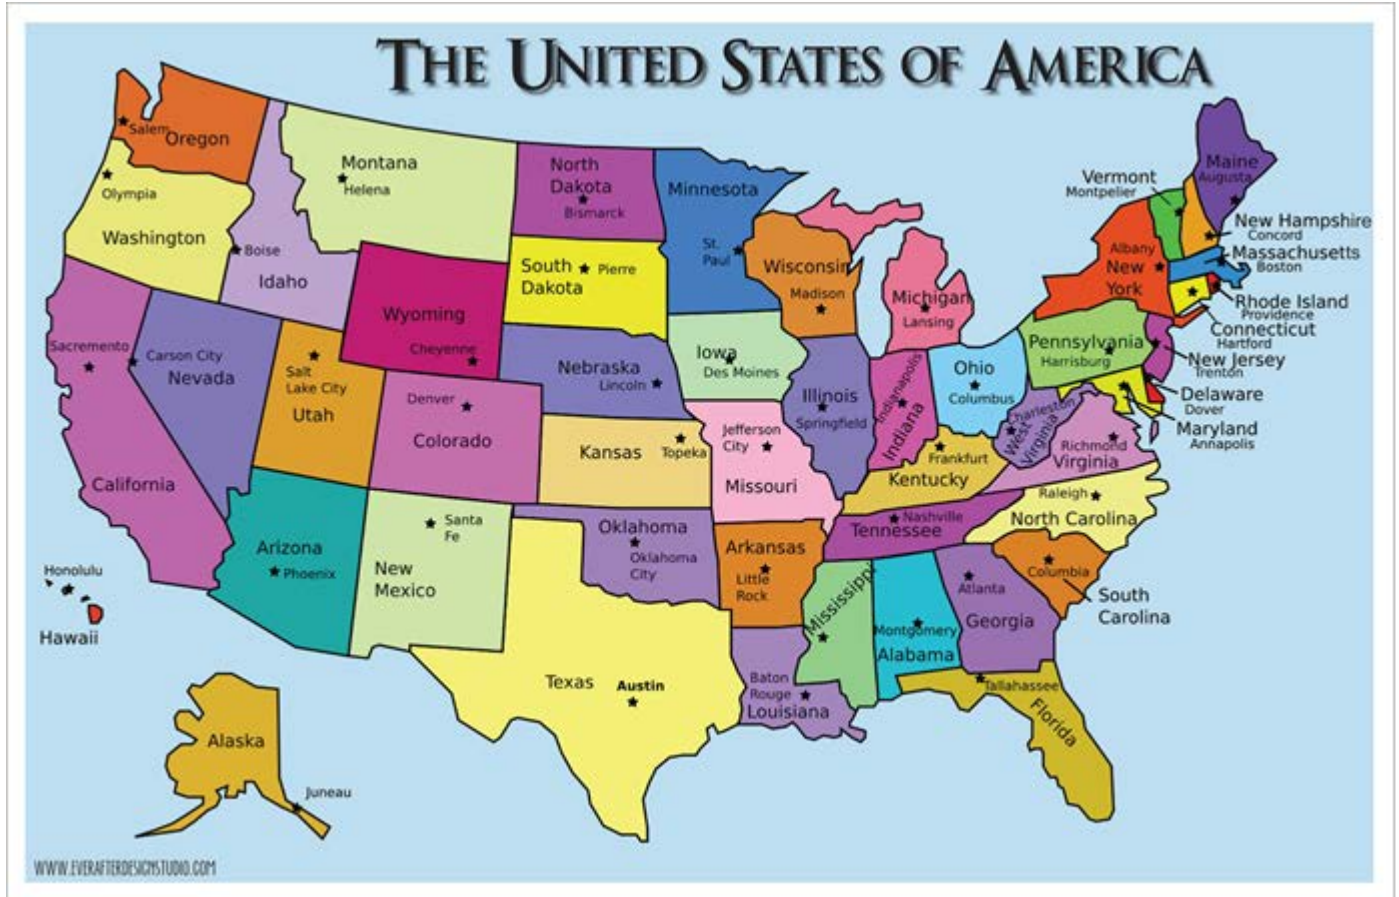 THE UNITED STATES OF AMERICA
Salem
Oregon
Olympia
Washington
Boise
Idaho
Montana
Helena
North
Dakota
Bismarck
Minnesota
St.
Paul
South
Dakota
Pierre
Wisconsin
Madison
Michigan
Lansing
Vermont
Montpelier
Maine
Augusta
New Hampshire
Concord
Massachusetts
Boston
Albany
New
York
Rhode Island
Providence
Connecticut
Hartford
New Jersey
Trenton
Delaware
Dover
Maryland
Annapolis
Pennsylvania
Harrisburg
Wyoming
Cheyenne
Sacremento
California
Carson City
Nevada
Salt
Lake City
Utah
Denver
Colorado
Nebraska
Lincoln
Iowa
Des Moines
Illinois
Springfield
Indianapolis
Indiana
Ohio
Columbus
Charleston
West
Virginia
Richmond
Virginia
Kansas
Topeka
Jefferson
City
Missouri
Frankfurt
Kentucky
Raleigh
North Carolina
Nashville
Tennessee
Arizona
Phoenix
Santa
Fe
New
Mexico
Oklahoma
Oklahoma
City
Arkansas
Little
Rock
Mississippi
Montgomery
Alabama
Atlanta
Georgia
Columbia
South
Carolina
Honolulu
Hawaii
Texas
Austin
Baton
Rouge
Louisiana
Tallahassee
Florida
Alaska
Juneau
WWW.EVERAFTERDESIGNSTUDIO.COM